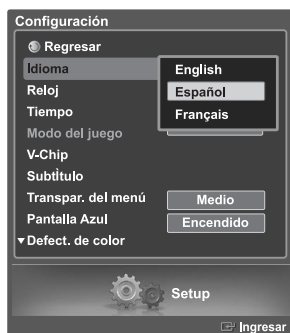 Configuración
Regresar
Idioma
English
Reloj
Español
Tiempo
Français
Modo del juego
V-Chip
Subtítulo
Transpar. del menú Medio
Pantalla Azul Encendido
▼Defect. de color
Setup
Ingresar